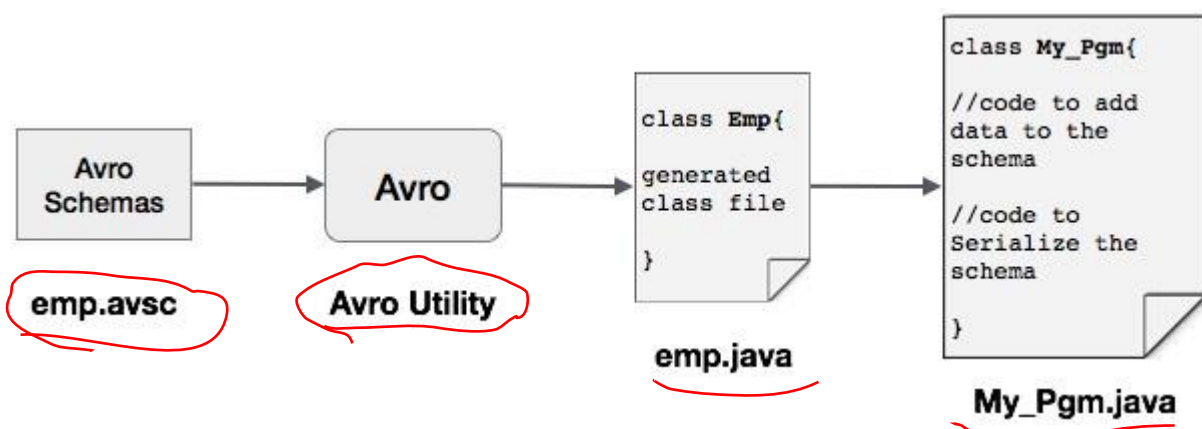 Avro
Schemas
emp.avsc
Avro
Avro Utility
class Emp{
generated
class file
}
emp.java
class My_Pgm{
//code to add
data to the
schema
//code to
Serialize the
schema
}
My_Pgm.java